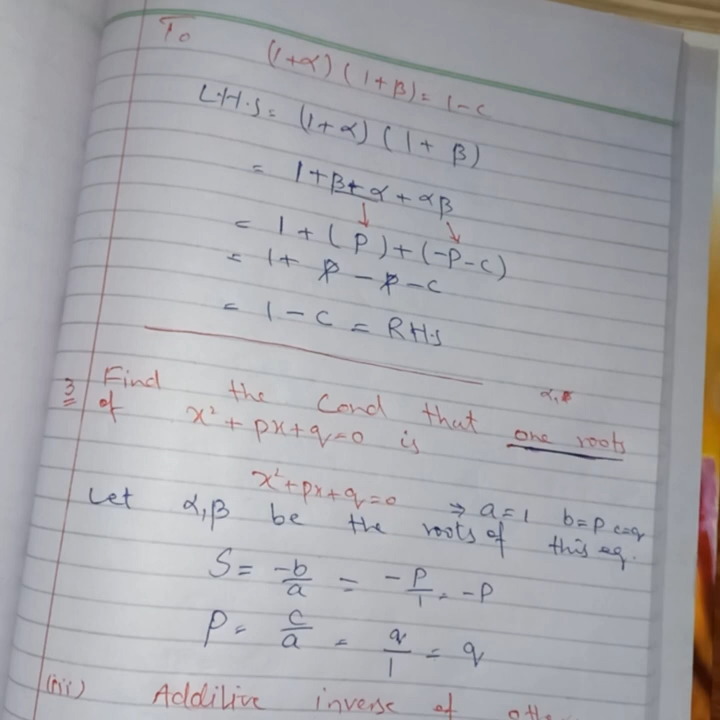 To
(1+α)(1+β)=1-c
L.H.S = (1+α)(1+β)
= 1+β+α+αβ
= 1+(P)+(-P-c)
= 1+P-P-c
= 1-c = RHS
3 Find the Cond that one roots
of x²+px+q=0 is
x²+px+q=0 ⇒ a=1 b=p c=q
Let α,β be the roots of this eq.
S = -b/a = -P/1 = -P
P = c/a = q/1 = q
(iii) Additive inverse of